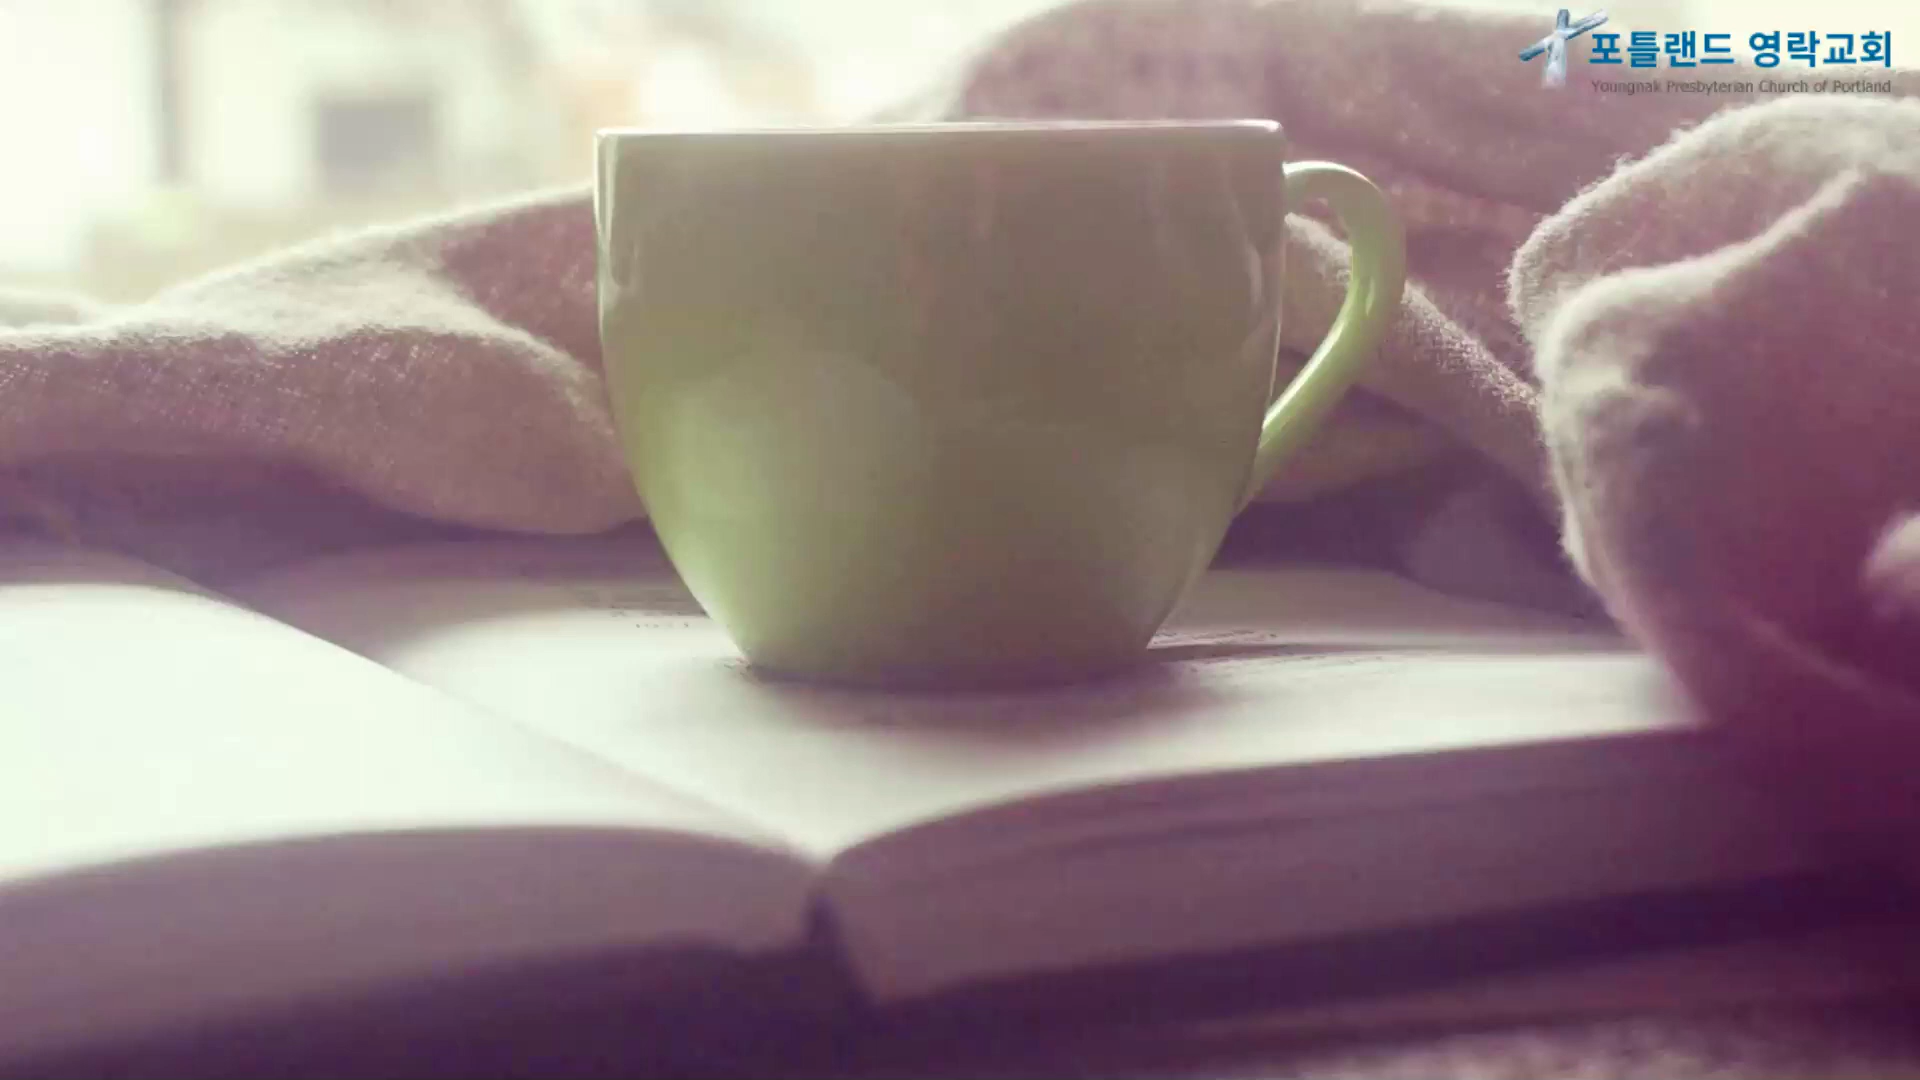 포틀랜드 영락교회
Youngnak Presbyterian Church of Portland